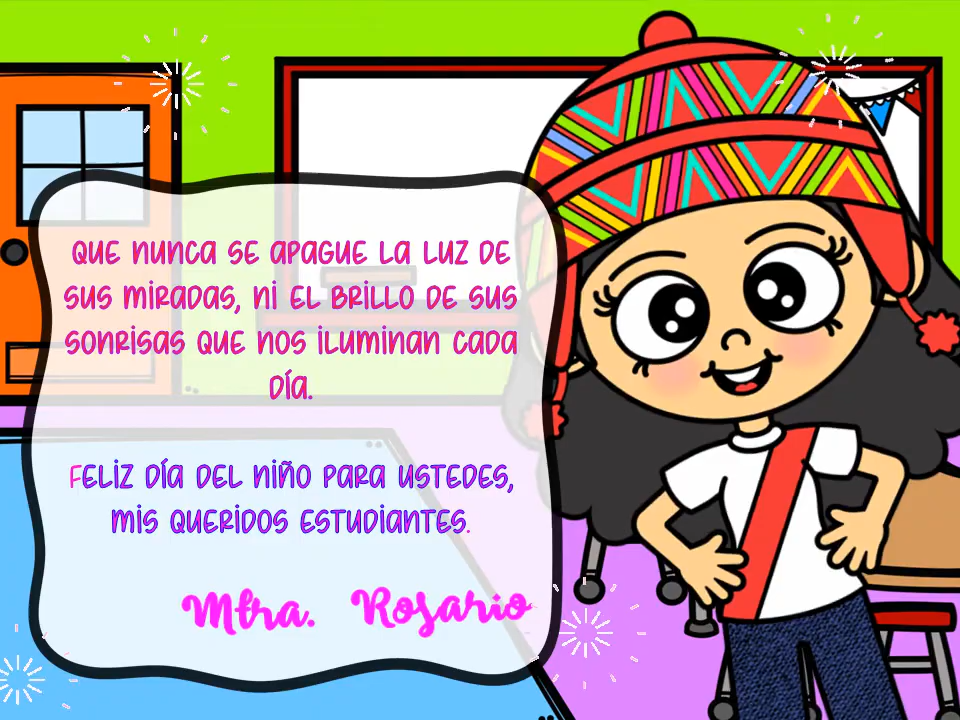 QUE NUNCA SE APAGUE LA LUZ DE
SUS MIRADAS, NI EL BRILLO DE SUS
SONRISAS QUE NOS ILUMINAN CADA
DÍA.
FELIZ DÍA DEL NIÑO PARA USTEDES,
MIS QUERIDOS ESTUDIANTES.
Mtra. Rosario